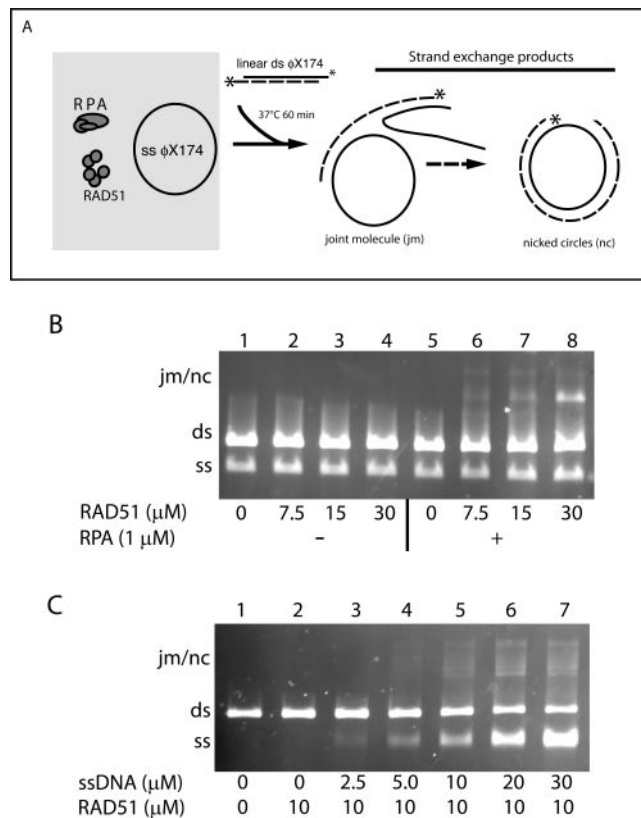 A
linear ds ϕX174
*
*
Strand exchange products
R P A
37°C 60 min
*
*
ss ϕX174
RAD51
joint molecule (jm)
nicked circles (nc)
B
1 2 3 4 5 6 7 8
jm/nc
ds
ss
RAD51 (μM) 0 7.5 15 30 0 7.5 15 30
RPA (1 μM) - +
C
1 2 3 4 5 6 7
jm/nc
ds
ss
ssDNA (μM) 0 0 2.5 5.0 10 20 30
RAD51 (μM) 0 10 10 10 10 10 10